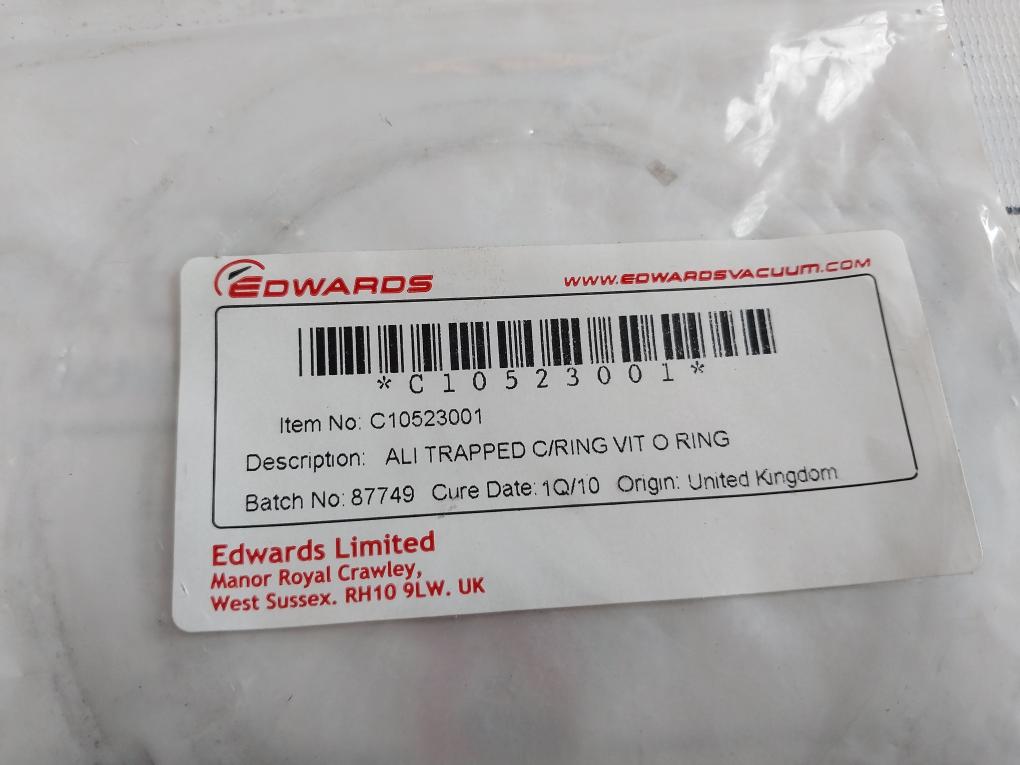 EDWARDS
WWW.EDWARDSVACUUM.COM
*C10523001*
Item No: C10523001
Description: ALI TRAPPED C/RING VIT O RING
Batch No: 87749 Cure Date: 1Q/10 Origin: United Kingdom
Edwards Limited
Manor Royal Crawley,
West Sussex. RH10 9LW. UK